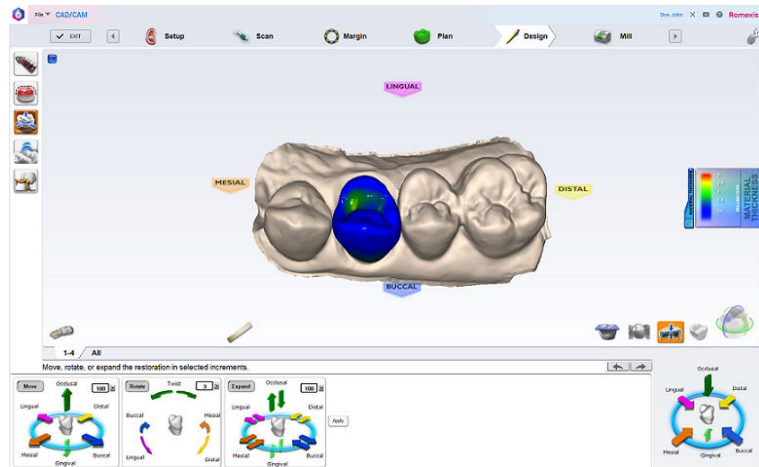 File CAD/CAM
Don John
Romexis
EXIT
Setup
Scan
Margin
Plan
Design
Mill
LINGUAL
MESIAL
DISTAL
BUCCAL
MATERIAL THICKNESS
1-4 / All
Move, rotate, or expand the restoration in selected increments.
Move
Occlusal
100
Lingual
Distal
Mesial
Buccal
Gingival
Rotate
Twist
Buccal
Mesial
Lingual
Distal
Expand
Occlusal
100
Lingual
Distal
Mesial
Buccal
Gingival
Apply
Occlusal
Lingual
Distal
Mesial
Buccal
Gingival